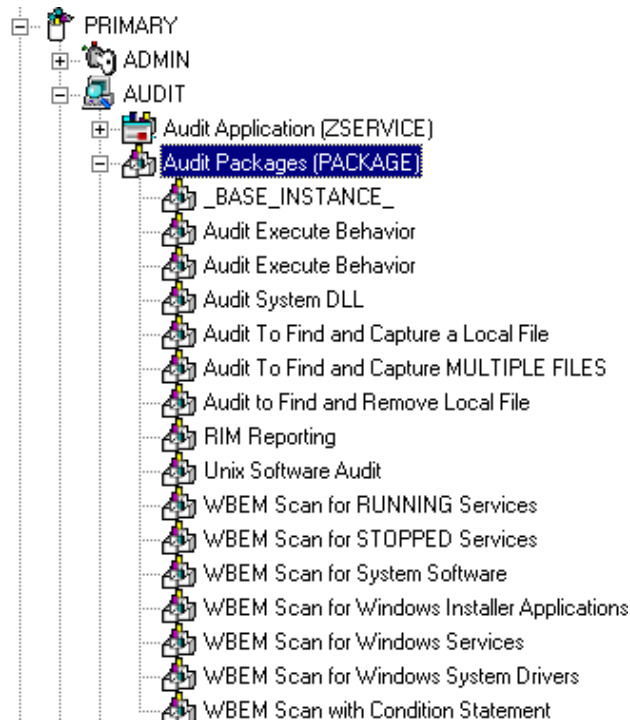 PRIMARY
ADMIN
AUDIT
Audit Application (ZSERVICE)
Audit Packages (PACKAGE)
_BASE_INSTANCE_
Audit Execute Behavior
Audit Execute Behavior
Audit System DLL
Audit To Find and Capture a Local File
Audit To Find and Capture MULTIPLE FILES
Audit to Find and Remove Local File
RIM Reporting
Unix Software Audit
WBEM Scan for RUNNING Services
WBEM Scan for STOPPED Services
WBEM Scan for System Software
WBEM Scan for Windows Installer Applications
WBEM Scan for Windows Services
WBEM Scan for Windows System Drivers
WBEM Scan with Condition Statement